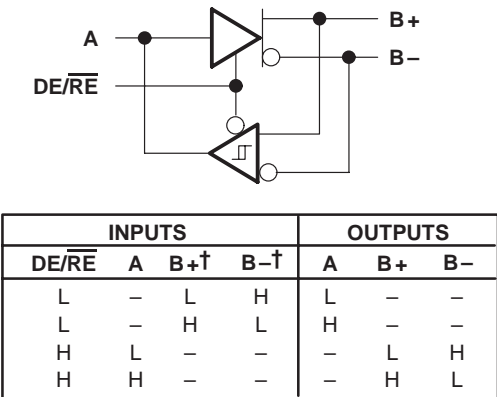 A
B+
B–
DE/RE
INPUTS OUTPUTS
DE/RE A B+† B–† A B+ B–
L – L H L – –
L – H L H – –
H L – – – L H
H H – – – H L